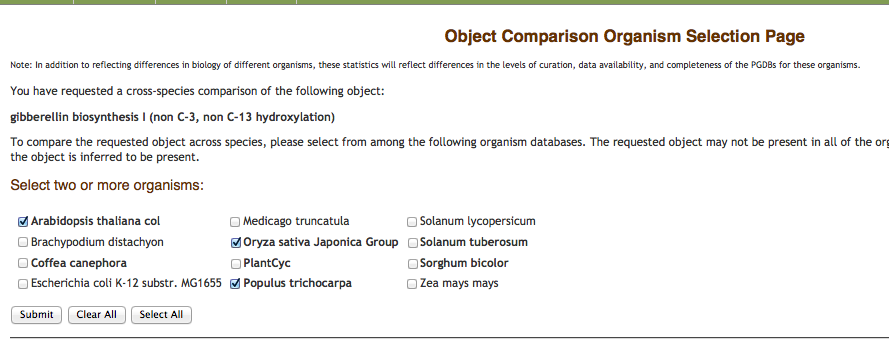 Object Comparison Organism Selection Page
Note: In addition to reflecting differences in biology of different organisms, these statistics will reflect differences in the levels of curation, data availability, and completeness of the PGDBs for these organisms.
You have requested a cross-species comparison of the following object:
gibberellin biosynthesis I (non C-3, non C-13 hydroxylation)
To compare the requested object across species, please select from among the following organism databases. The requested object may not be present in all of the
the object is inferred to be present.
Select two or more organisms:
Arabidopsis thaliana col Medicago truncatula Solanum lycopersicum
Brachypodium distachyon Oryza sativa Japonica Group Solanum tuberosum
Coffea canephora PlantCyc Sorghum bicolor
Escherichia coli K-12 substr. MG1655 Populus trichocarpa Zea mays mays
Submit Clear All Select All